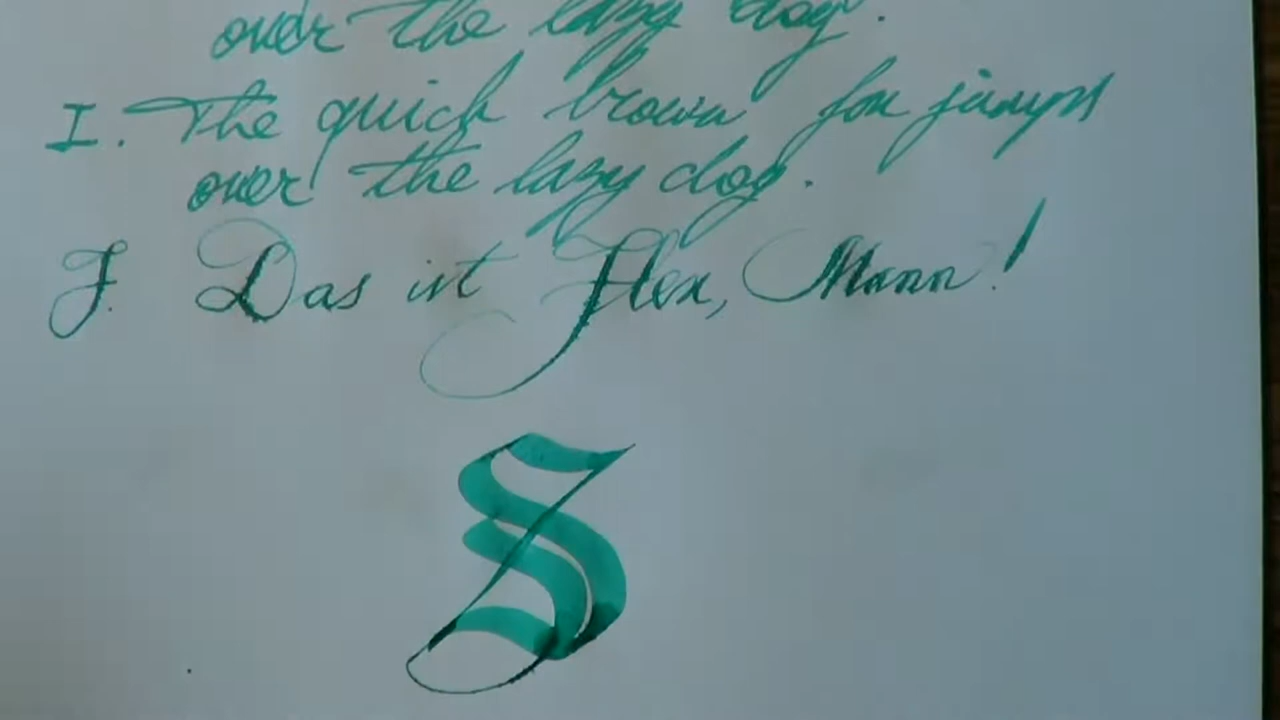 over the lazy dog.
I. The quick brown fox jumps
over the lazy dog.
J. Das ist Flex, Mann!
S